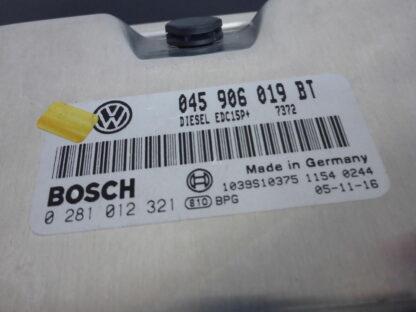 045 906 019 BT
DIESEL EDC15P+ 7372
Made in Germany
BOSCH
1039S10375 1154 0244
0 281 012 321 810 BPG 05-11-16